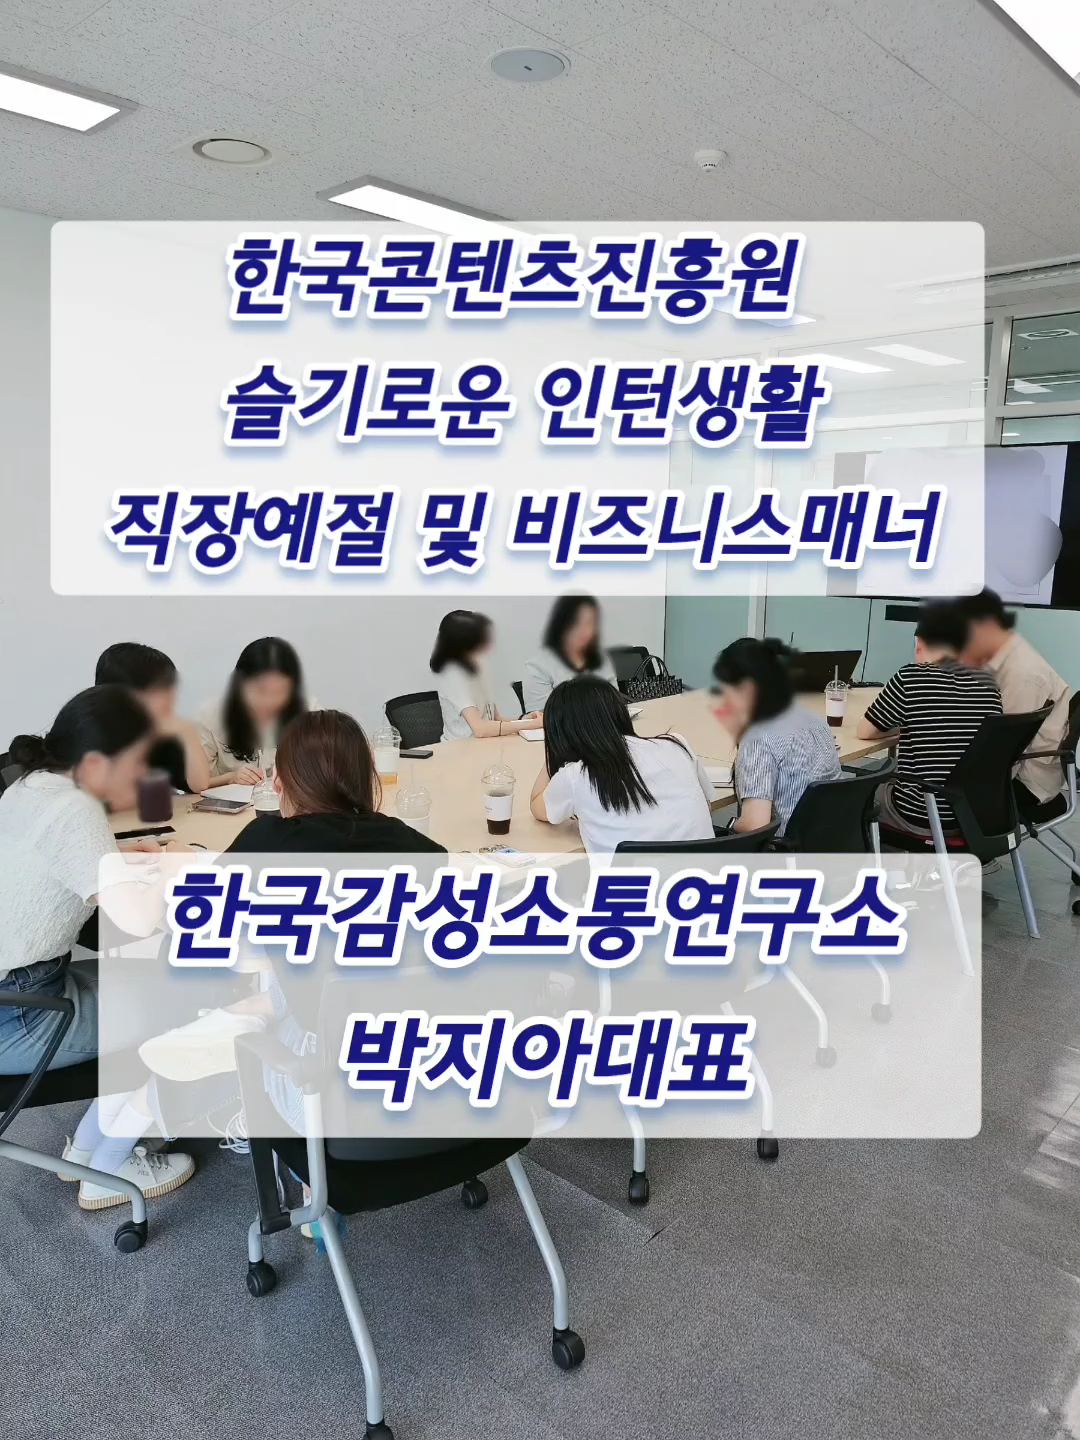 한국콘텐츠진흥원
슬기로운 인턴생활
직장예절 및 비즈니스매너
한국감성소통연구소
박지아대표